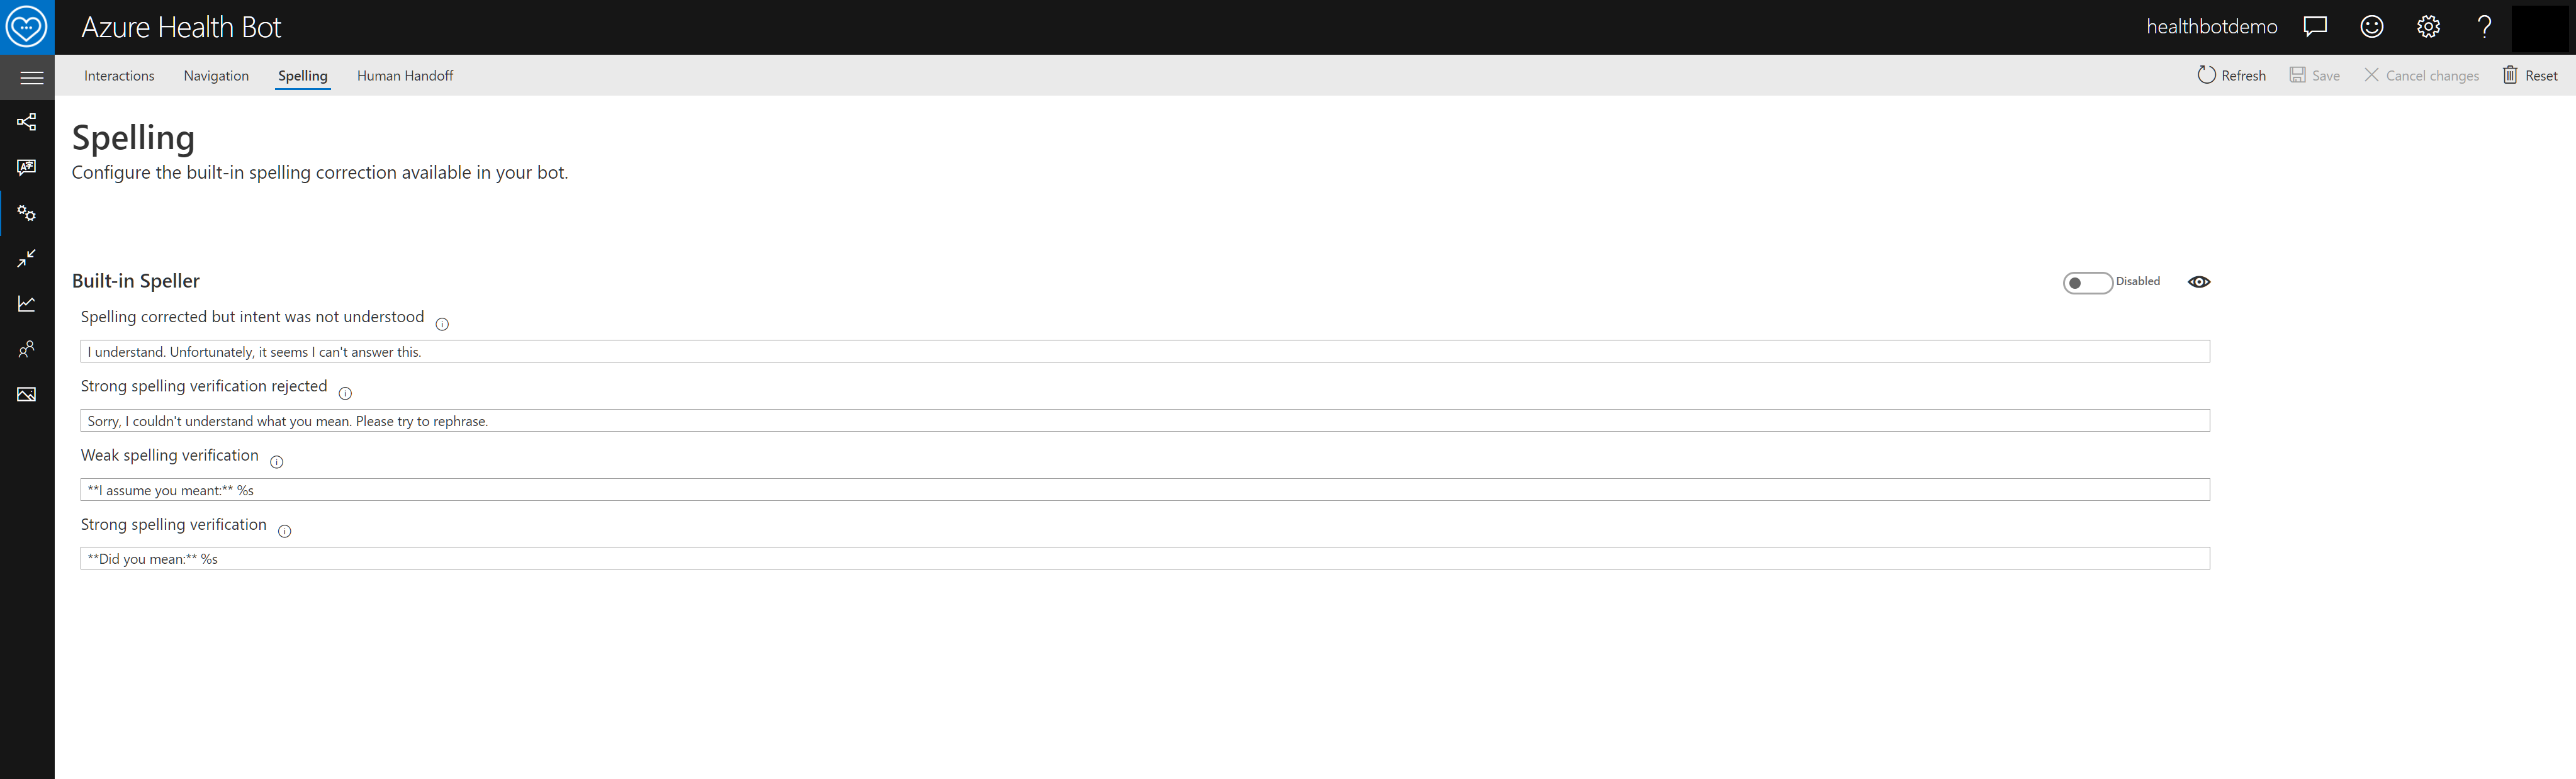 Azure Health Bot
healthbotdemo
Interactions Navigation Spelling Human Handoff
Refresh Save Cancel changes Reset
Spelling
Configure the built-in spelling correction available in your bot.
Built-in Speller
Disabled
Spelling corrected but intent was not understood
I understand. Unfortunately, it seems I can't answer this.
Strong spelling verification rejected
Sorry, I couldn't understand what you mean. Please try to rephrase.
Weak spelling verification
**I assume you meant:** %s
Strong spelling verification
**Did you mean:** %s